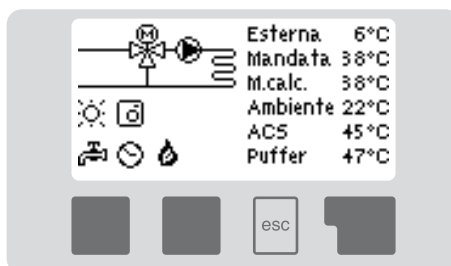 M
Esterna 6°C
Mandata 38°C
M.calc. 38°C
Ambiente 22°C
ACS 45°C
Puffer 47°C
esc